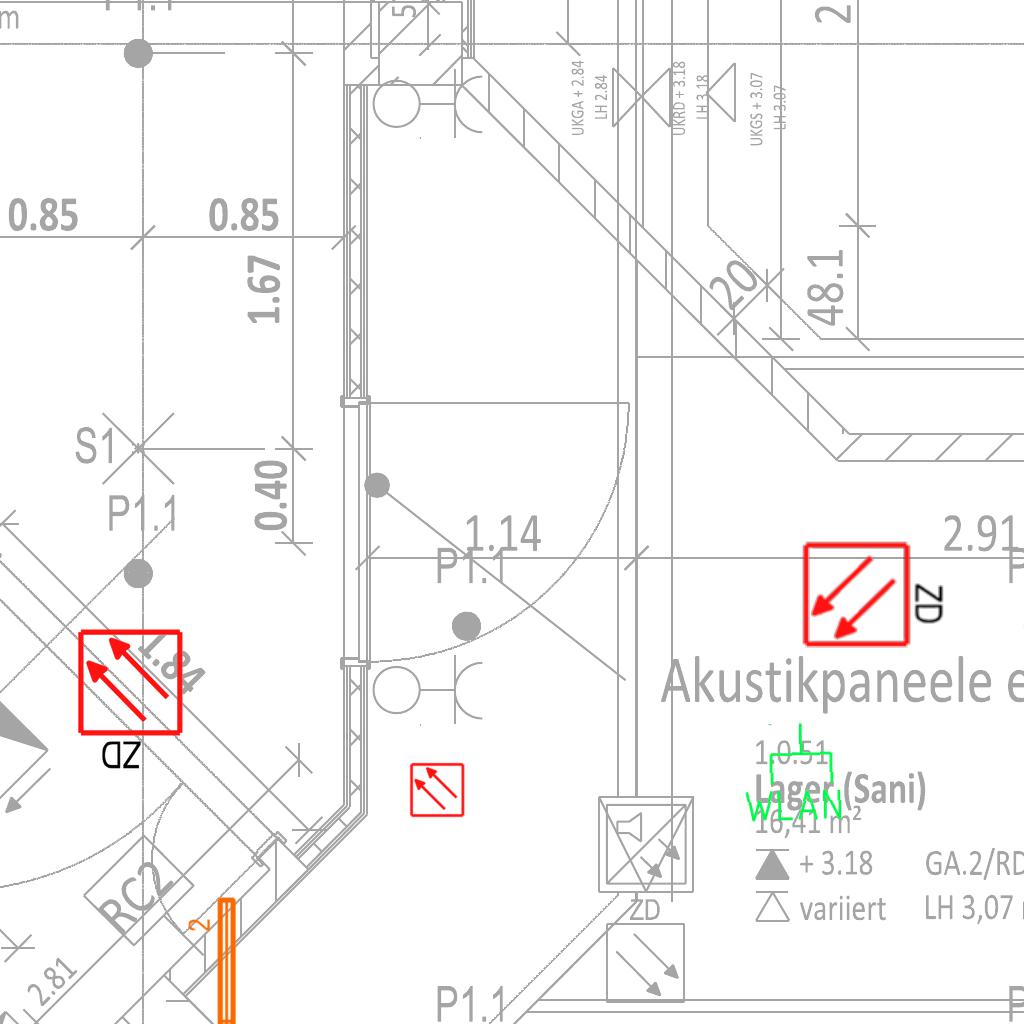 m
5
2
UKGA + 2.84
LH 2.84
UKRD + 3.18
LH 3.18
UKGS + 3.07
LH 3.07
0.85
0.85
1.67
20
48.1
S1
0.40
P1.1
1.14
P1.1
2.91
ZD
1.84
Akustikpaneele e
ZD
1.0.51
Lager (Sani)
WLAN
16,41 m²
+ 3.18
GA.2/RD
RC2
variiert
LH 3,07
ZD
2
2.81
P1.1